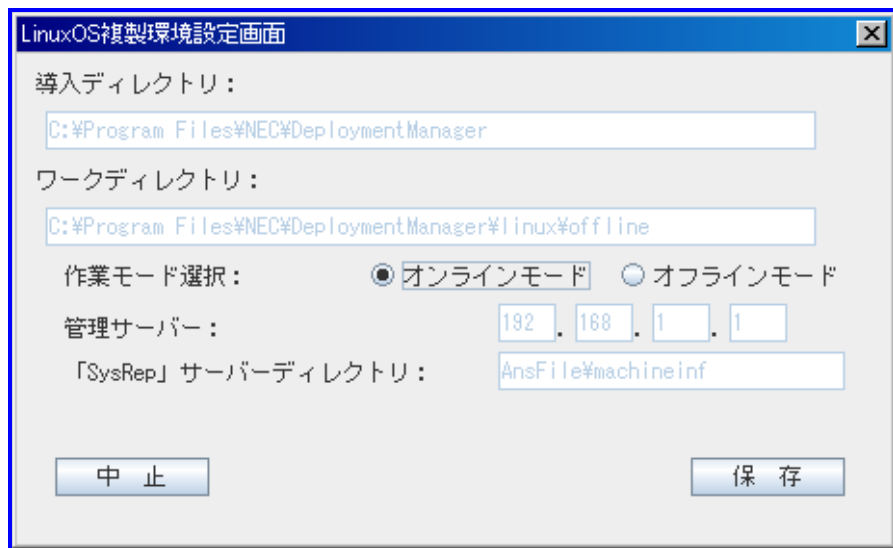 LinuxOS複製環境設定画面
導入ディレクトリ：
C:¥Program Files¥NEC¥DeploymentManager
ワークディレクトリ：
C:¥Program Files¥NEC¥DeploymentManager¥linux¥offline
作業モード選択： オンラインモード オフラインモード
管理サーバー： 192 . 168 . 1 . 1
「SysRep」サーバーディレクトリ： AnsFile¥machineinf
中 止 保 存